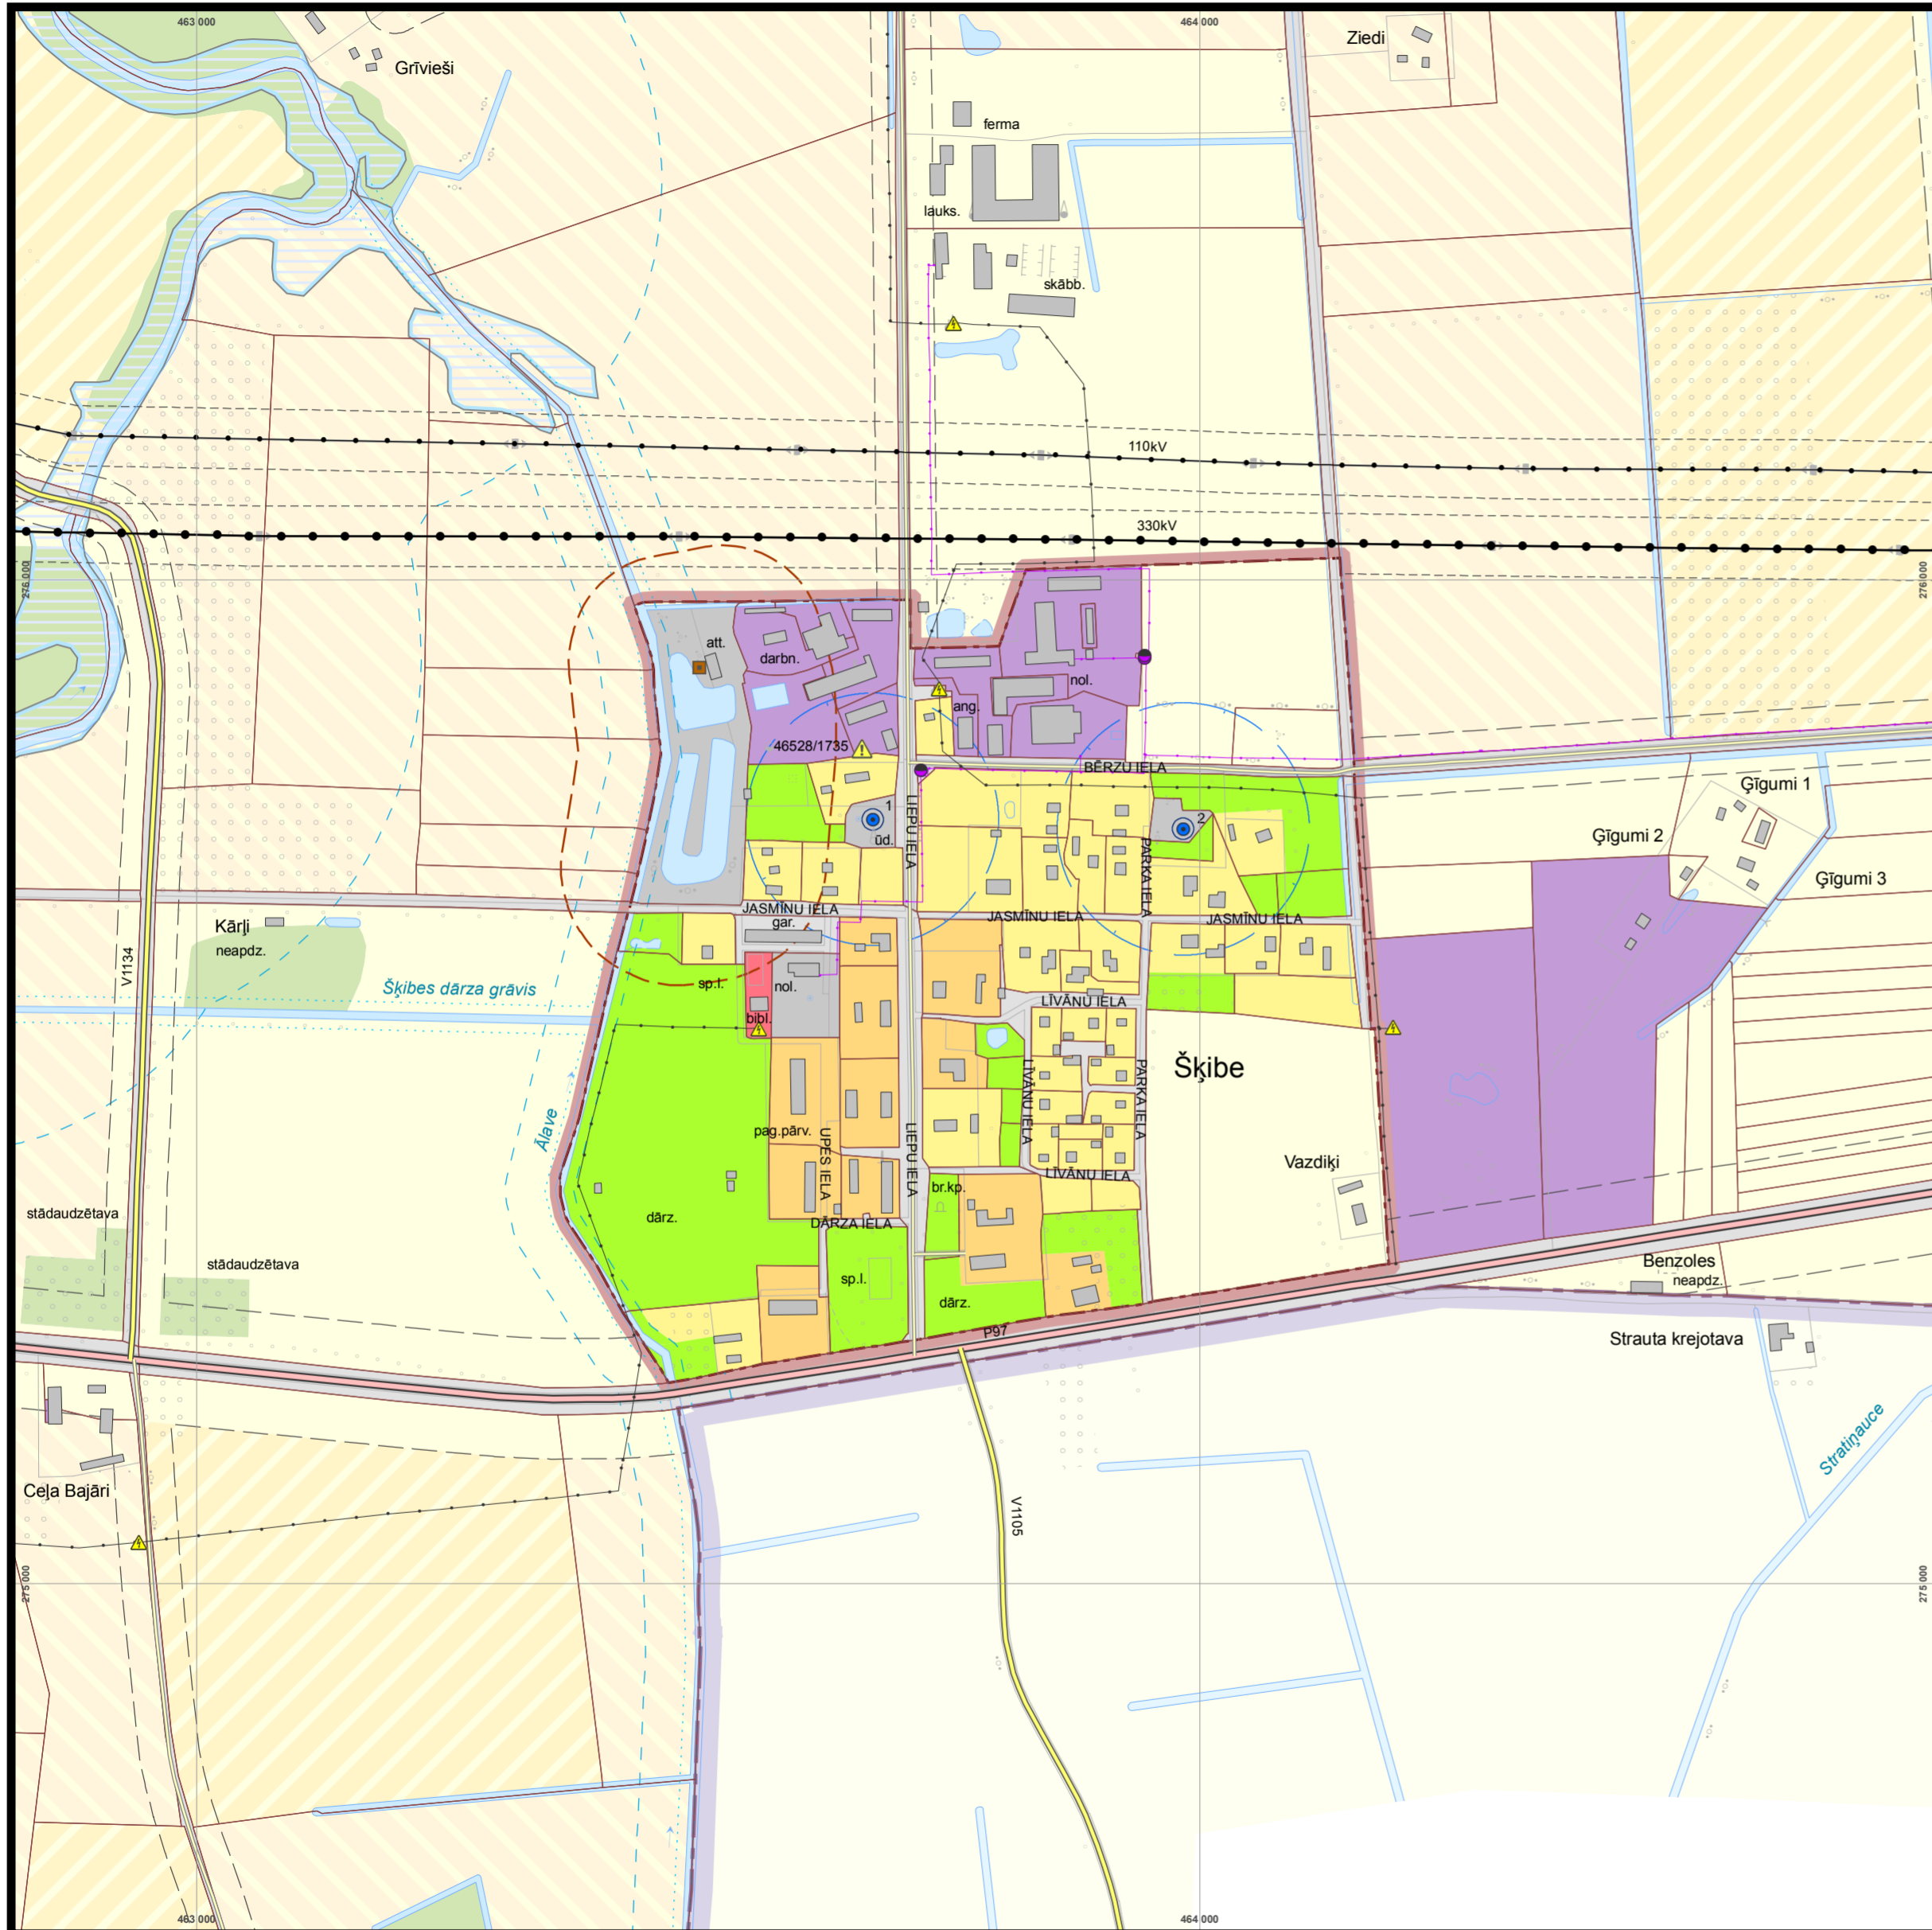 463 000
464 000
Ziedi
Grīvieši
ferma
lauks.
skābb.
110kV
330kV
276 000
276 000
att.
darbn.
nol.
ang.
46528/1735
BĒRZU IELA
Ģīgumi 1
1
2
Ģīgumi 2
ūd.
LIEPU IELA
PARKA IELA
Ģīgumi 3
JASMĪNU IELA
JASMĪNU IELA
JASMĪNU IELA
gar.
Kārļi
neapdz.
V1134
sp.l.
nol.
Šķibes dārza grāvis
LĪVĀNU IELA
bibl.
Šķibe
LĪVĀNU IELA
PARKA IELA
Ālave
pag.pārv.
UPES IELA
LIEPU IELA
Vazdiķi
LĪVĀNU IELA
br.kp.
stādaudzētava
dārz.
DĀRZA IELA
stādaudzētava
Benzoles
neapdz.
sp.l.
dārz.
P97
Strauta krejotava
Stratiņauce
Ceļa Bajāri
V1105
275 000
275 000
463 000
464 000